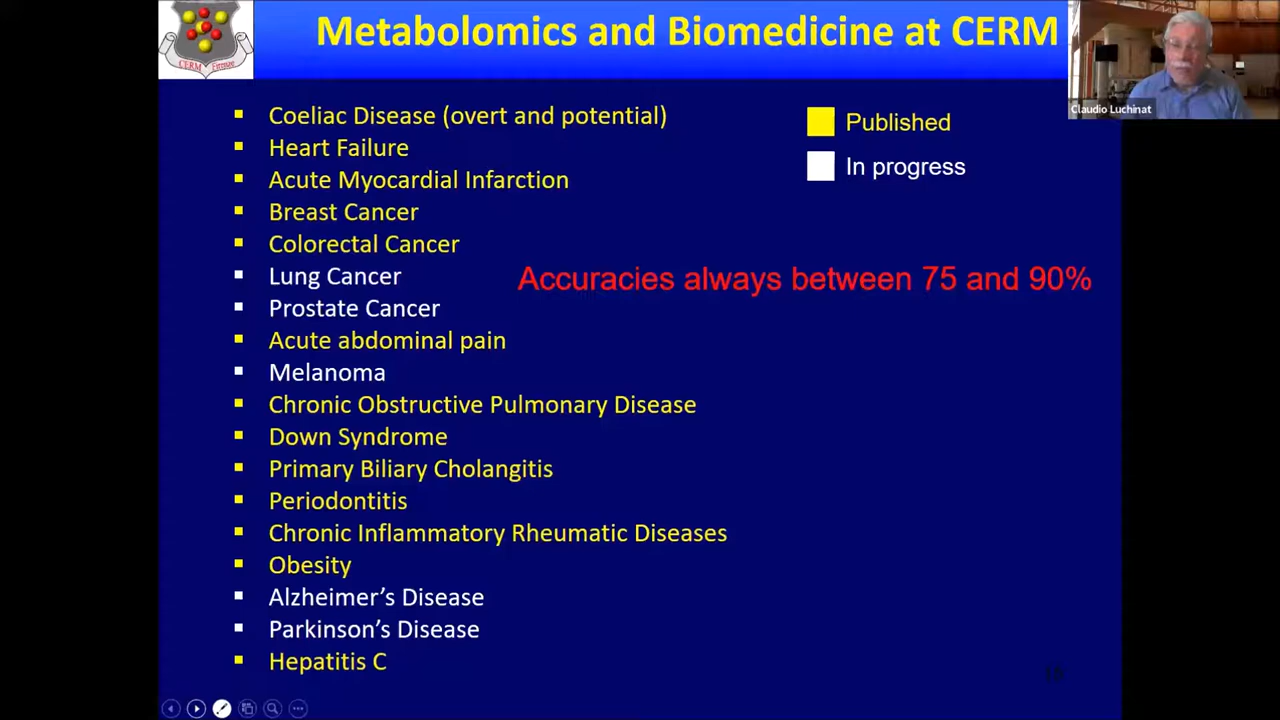 Metabolomics and Biomedicine at CERM
CERM Firenze
Claudio Luchinat
Coeliac Disease (overt and potential)
Heart Failure
Acute Myocardial Infarction
Breast Cancer
Colorectal Cancer
Lung Cancer
Prostate Cancer
Acute abdominal pain
Melanoma
Chronic Obstructive Pulmonary Disease
Down Syndrome
Primary Biliary Cholangitis
Periodontitis
Chronic Inflammatory Rheumatic Diseases
Obesity
Alzheimer’s Disease
Parkinson’s Disease
Hepatitis C
Published
In progress
Accuracies always between 75 and 90%